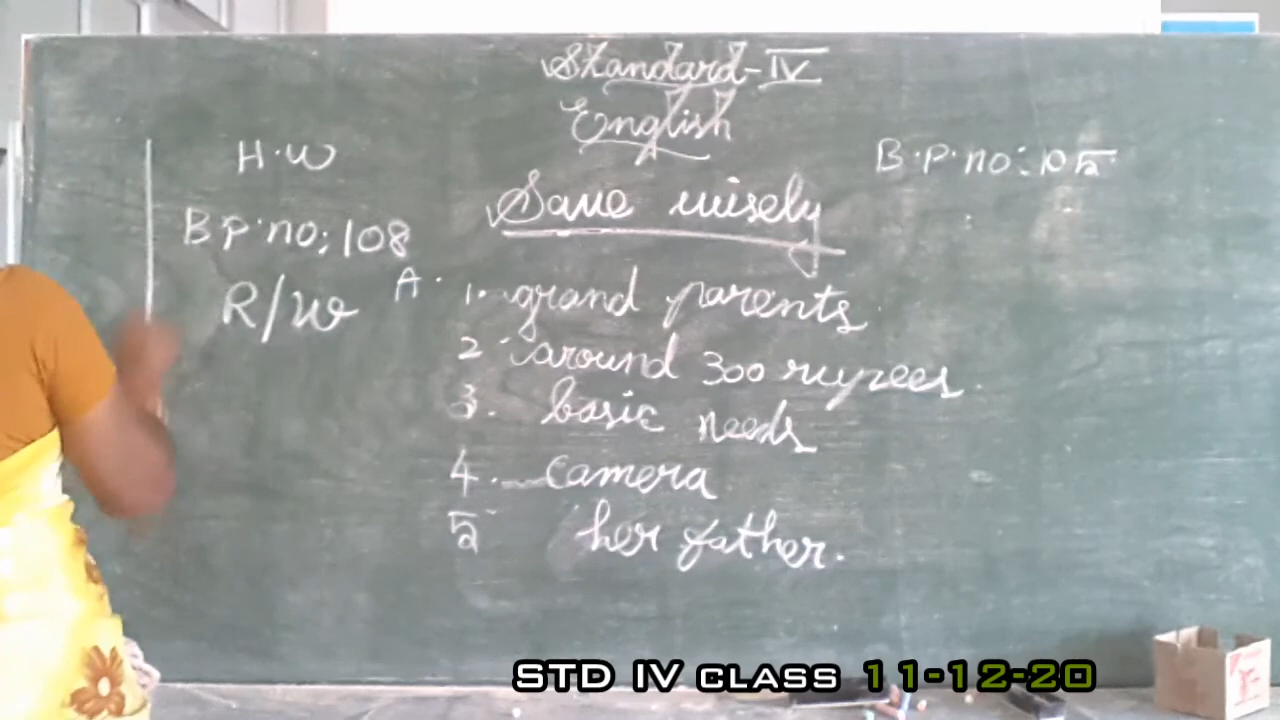 Standard-IV
English
H.W
B.P.no: 105
Save wisely
B.P.no; 108
R/W
A. 1. grand parents.
2. around 300 rupees.
3. basic needs
4. camera
5 her father.
STD IV CLASS 11-12-20